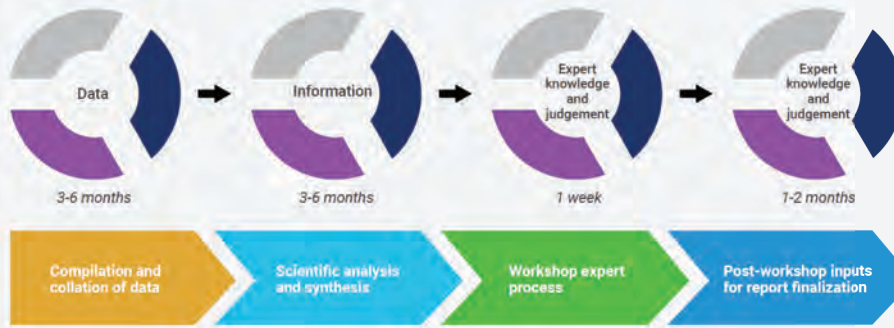 Data
Information
Expert
knowledge
and
judgement
Expert
knowledge
and
judgement
3-6 months
3-6 months
1 week
1-2 months
Compilation and
collation of data
Scientific analysis
and synthesis
Workshop expert
process
Post-workshop inputs
for report finalization